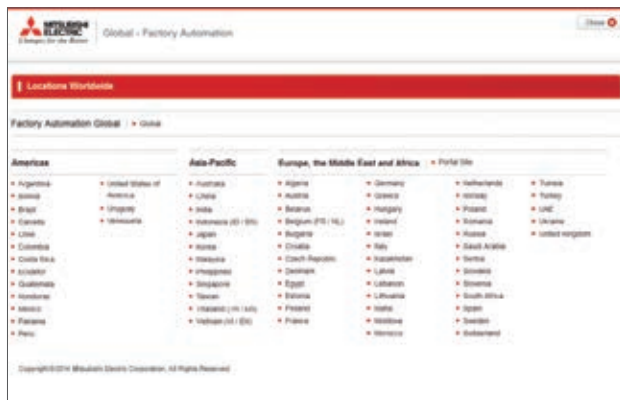 MITSUBISHI
ELECTRIC
Changes for the Better
Global - Factory Automation
Close
Locations Worldwide
Factory Automation Global
Global
Americas
Argentina
Bolivia
Brazil
Canada
Chile
Colombia
Costa Rica
Ecuador
Guatemala
Honduras
Mexico
Panama
Peru
United States of
America
Uruguay
Venezuela
Asia-Pacific
Australia
China
India
Indonesia (ID / EN)
Japan
Korea
Malaysia
Philippines
Singapore
Taiwan
Thailand (TH / EN)
Vietnam (VI / EN)
Europe, the Middle East and Africa
Portal Site
Algeria
Austria
Belarus
Belgium (FR / NL)
Bulgaria
Croatia
Czech Republic
Denmark
Egypt
Estonia
Finland
France
Germany
Greece
Hungary
Ireland
Israel
Italy
Kazakhstan
Latvia
Lebanon
Lithuania
Malta
Moldova
Morocco
Netherlands
Norway
Poland
Romania
Russia
Saudi Arabia
Serbia
Slovakia
Slovenia
South Africa
Spain
Sweden
Switzerland
Tunisia
Turkey
UAE
Ukraine
United Kingdom
Copyright © 2014 Mitsubishi Electric Corporation. All Rights Reserved